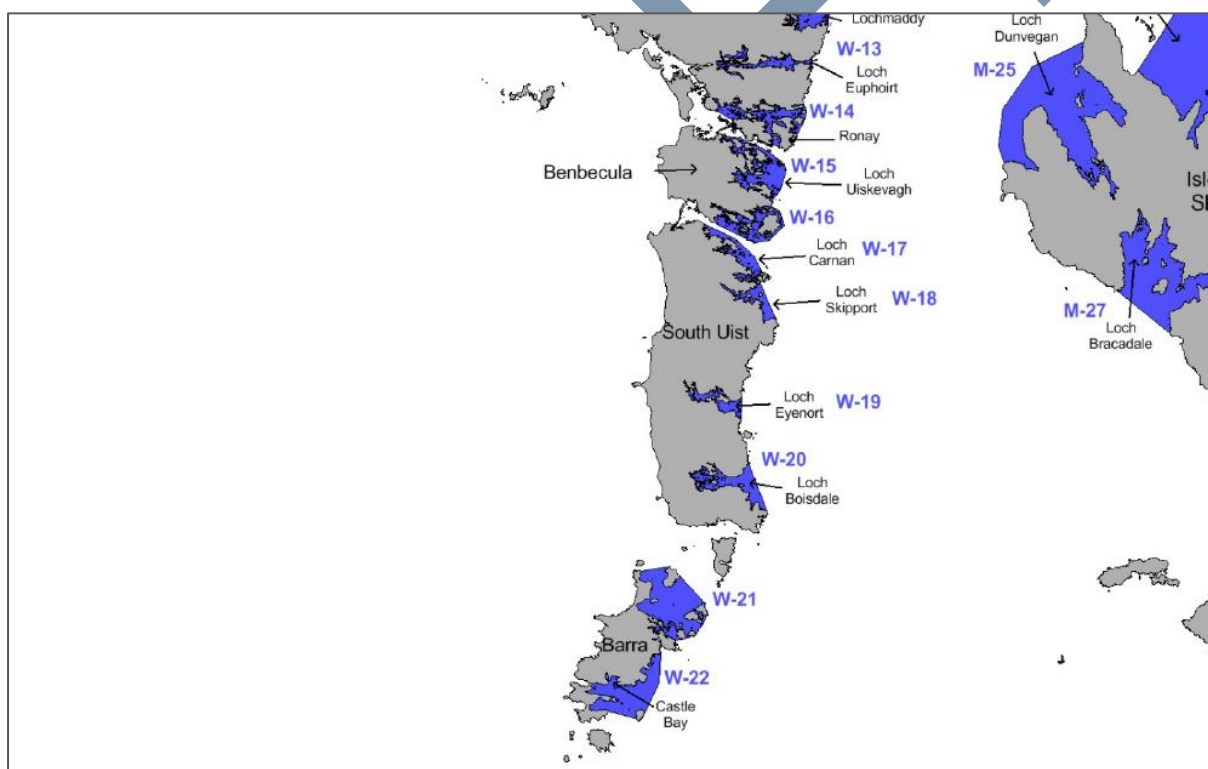 Lochmaddy
W-13
Loch
Euphoirt
W-14
Ronay
Benbecula
W-15
Loch
Uiskevagh
W-16
Loch
Carnan
W-17
Loch
Skipport
W-18
South Uist
Loch
Eyenort
W-19
W-20
Loch
Boisdale
W-21
Barra
W-22
Castle
Bay
Loch
Dunvegan
M-25
M-27
Loch
Bracadale